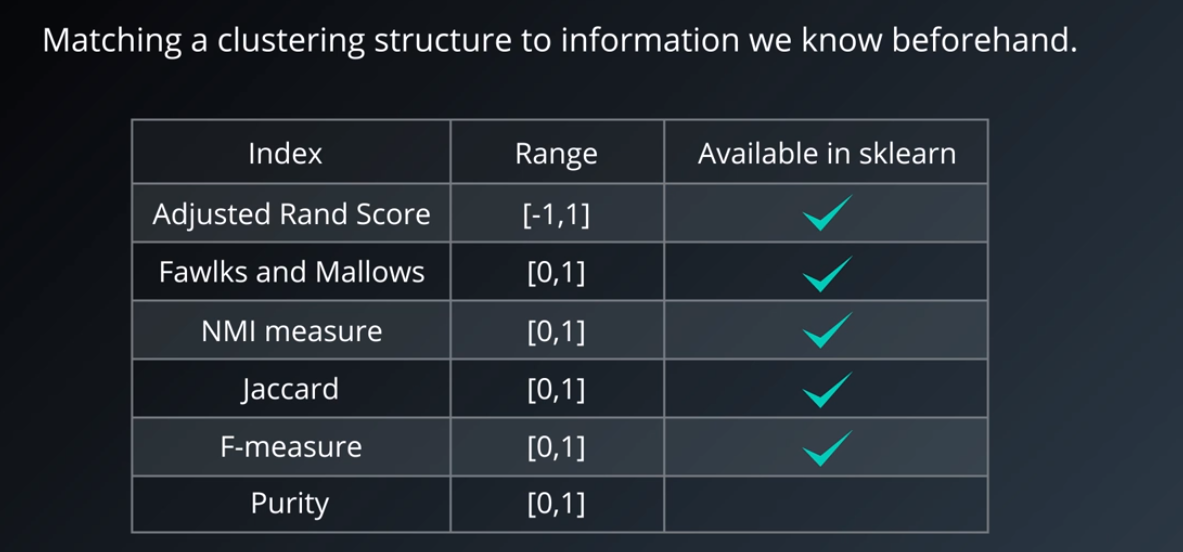 Matching a clustering structure to information we know beforehand.
Index Range Available in sklearn
Adjusted Rand Score [-1,1] ✓
Fawlks and Mallows [0,1] ✓
NMI measure [0,1] ✓
Jaccard [0,1] ✓
F-measure [0,1] ✓
Purity [0,1]